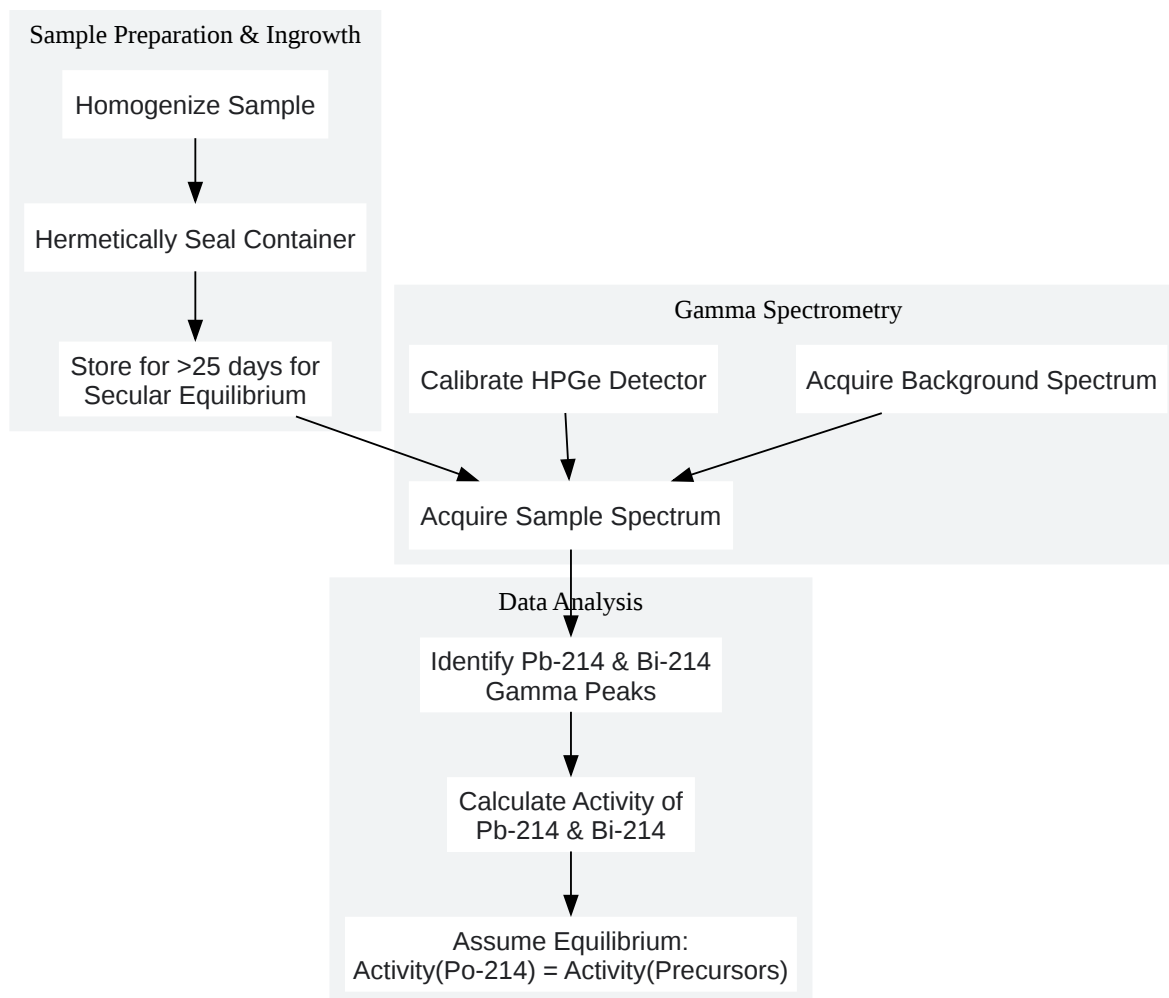 Sample Preparation & Ingrowth
Homogenize Sample
Hermetically Seal Container
Store for >25 days for
Secular Equilibrium
Gamma Spectrometry
Calibrate HPGe Detector
Acquire Background Spectrum
Acquire Sample Spectrum
Data Analysis
Identify Pb-214 & Bi-214
Gamma Peaks
Calculate Activity of
Pb-214 & Bi-214
Assume Equilibrium:
Activity(Po-214) = Activity(Precursors)